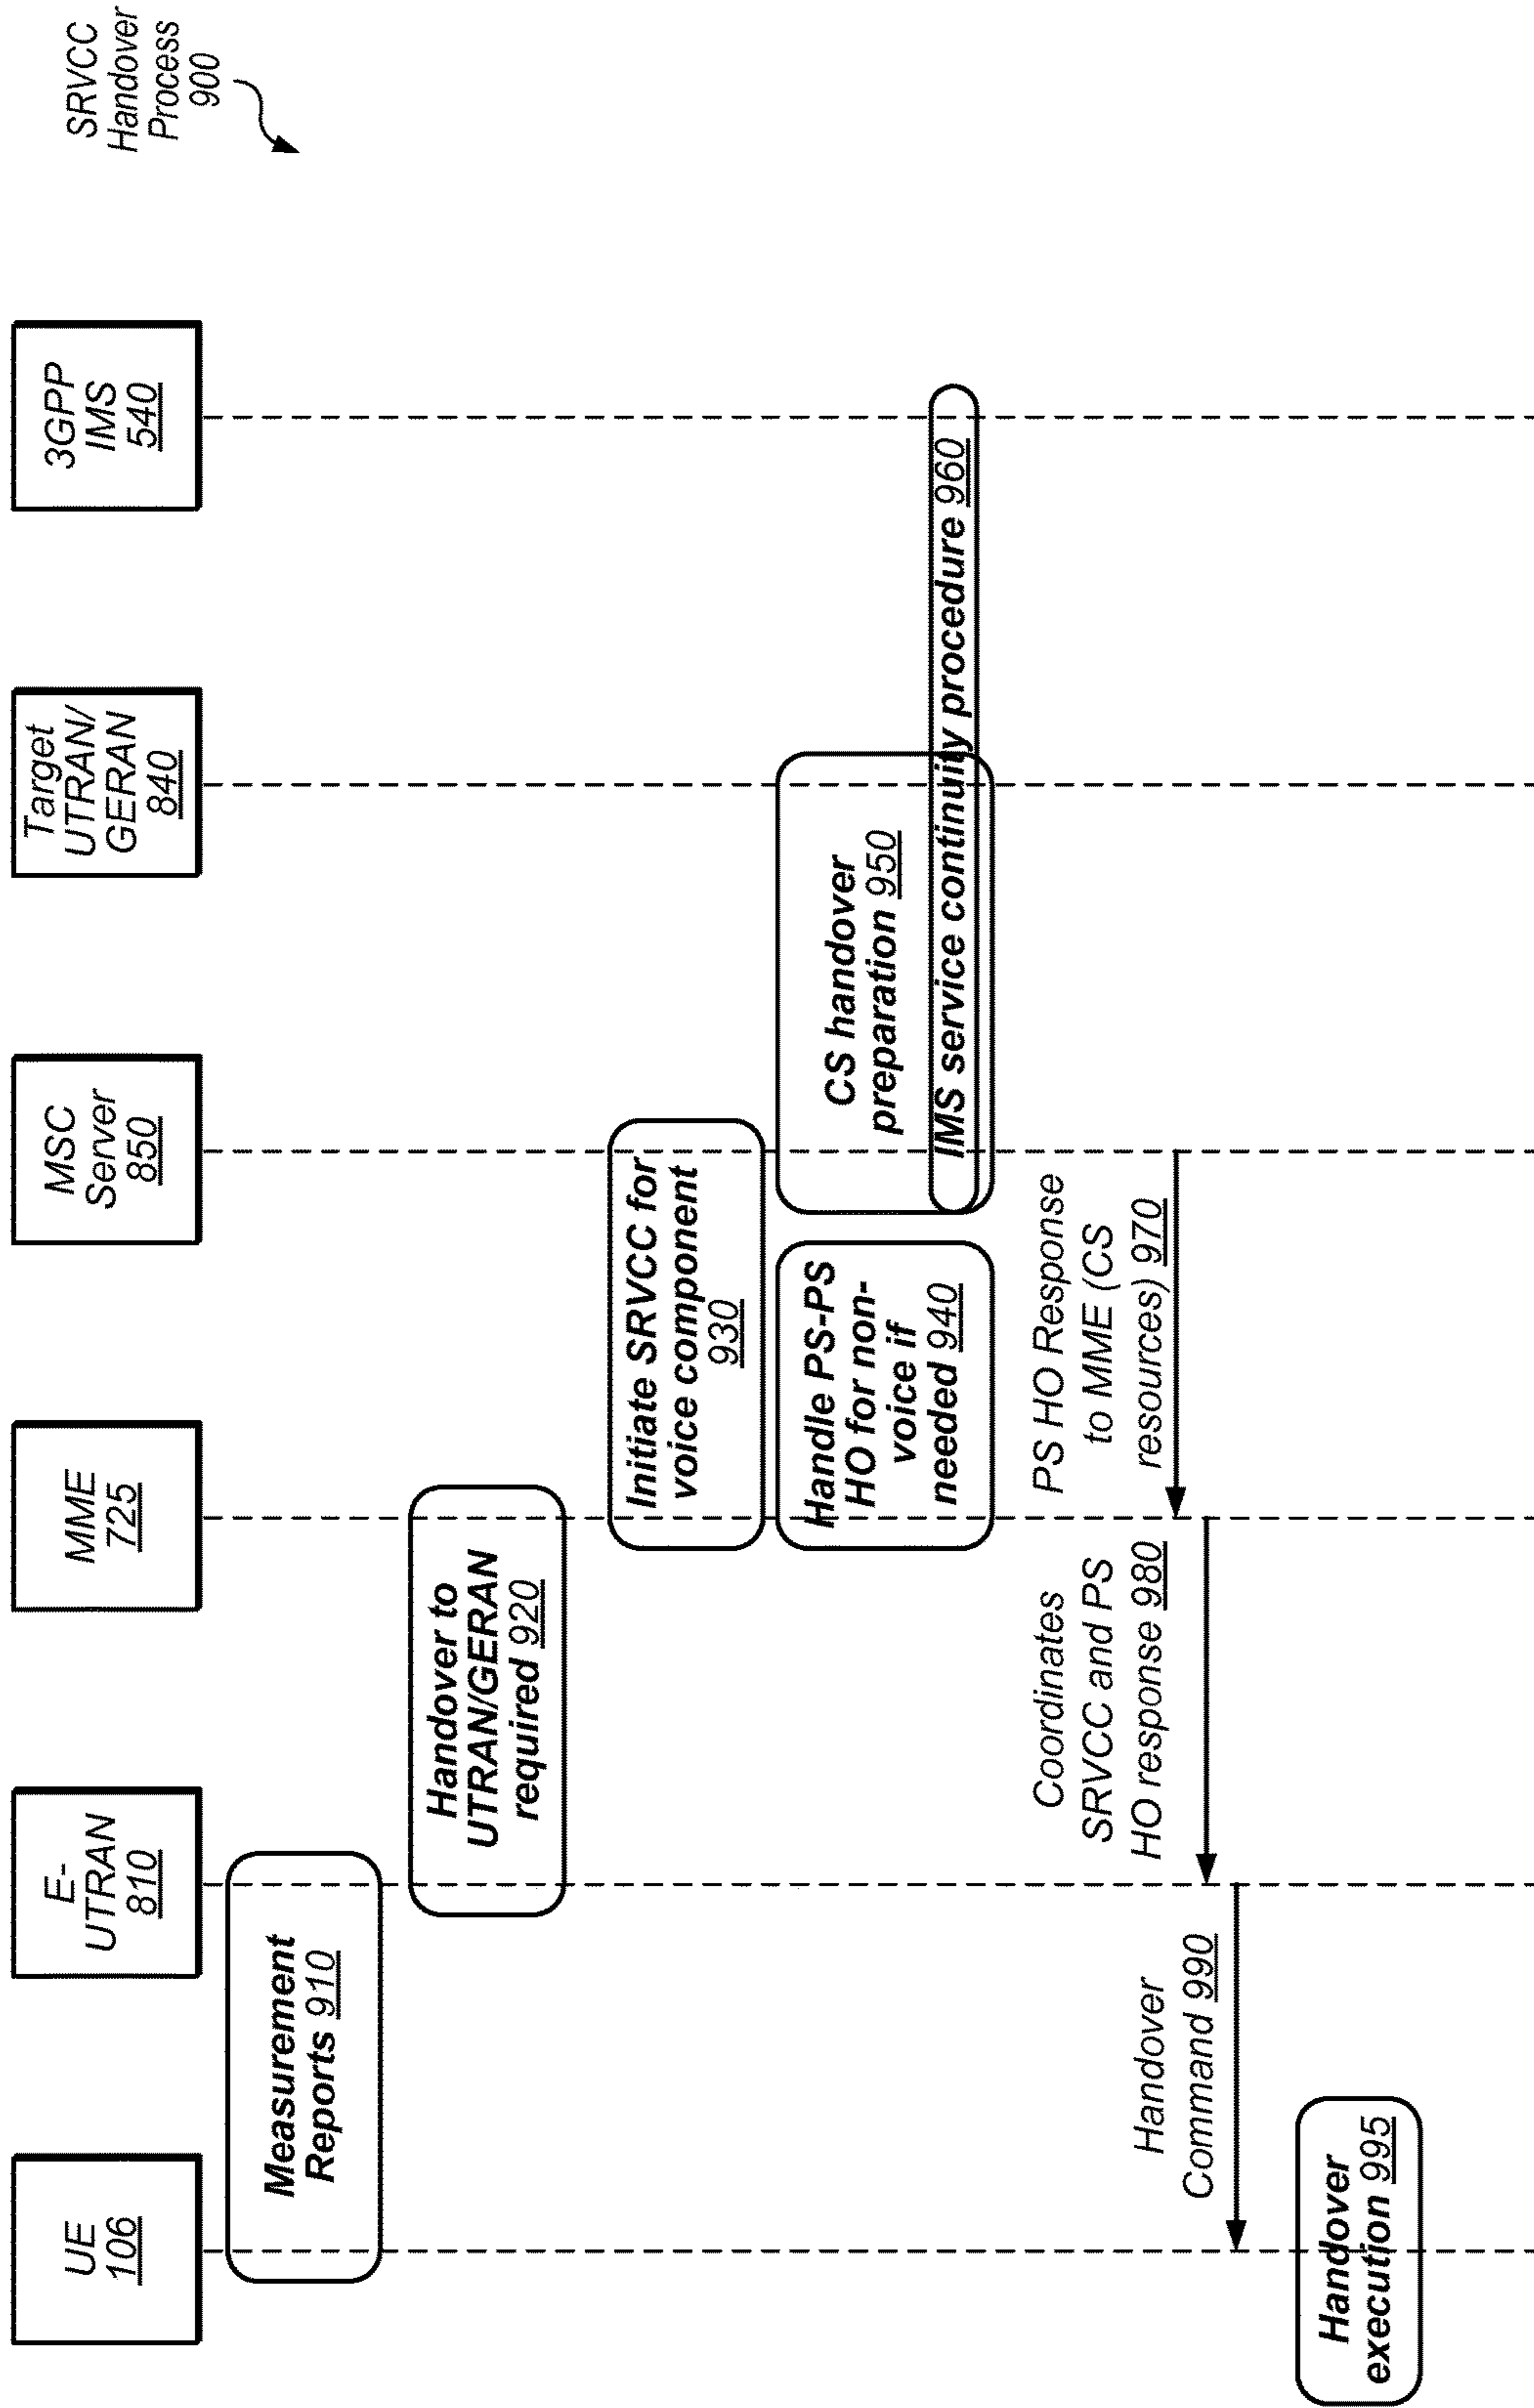 SRVCC
Handover
Process
900
UE
106
E-
UTRAN
810
MME
725
MSC
Server
850
Target
UTRAN/
GERAN
840
3GPP
IMS
540
Measurement
Reports 910
Handover to
UTRAN/GERAN
required 920
Initiate SRVCC for
voice component
930
Handle PS-PS
HO for non-
voice if
needed 940
CS handover
preparation 950
IMS service continuity procedure 960
PS HO Response
to MME (CS
resources) 970
Coordinates
SRVCC and PS
HO response 980
Handover
Command 990
Handover
execution 995